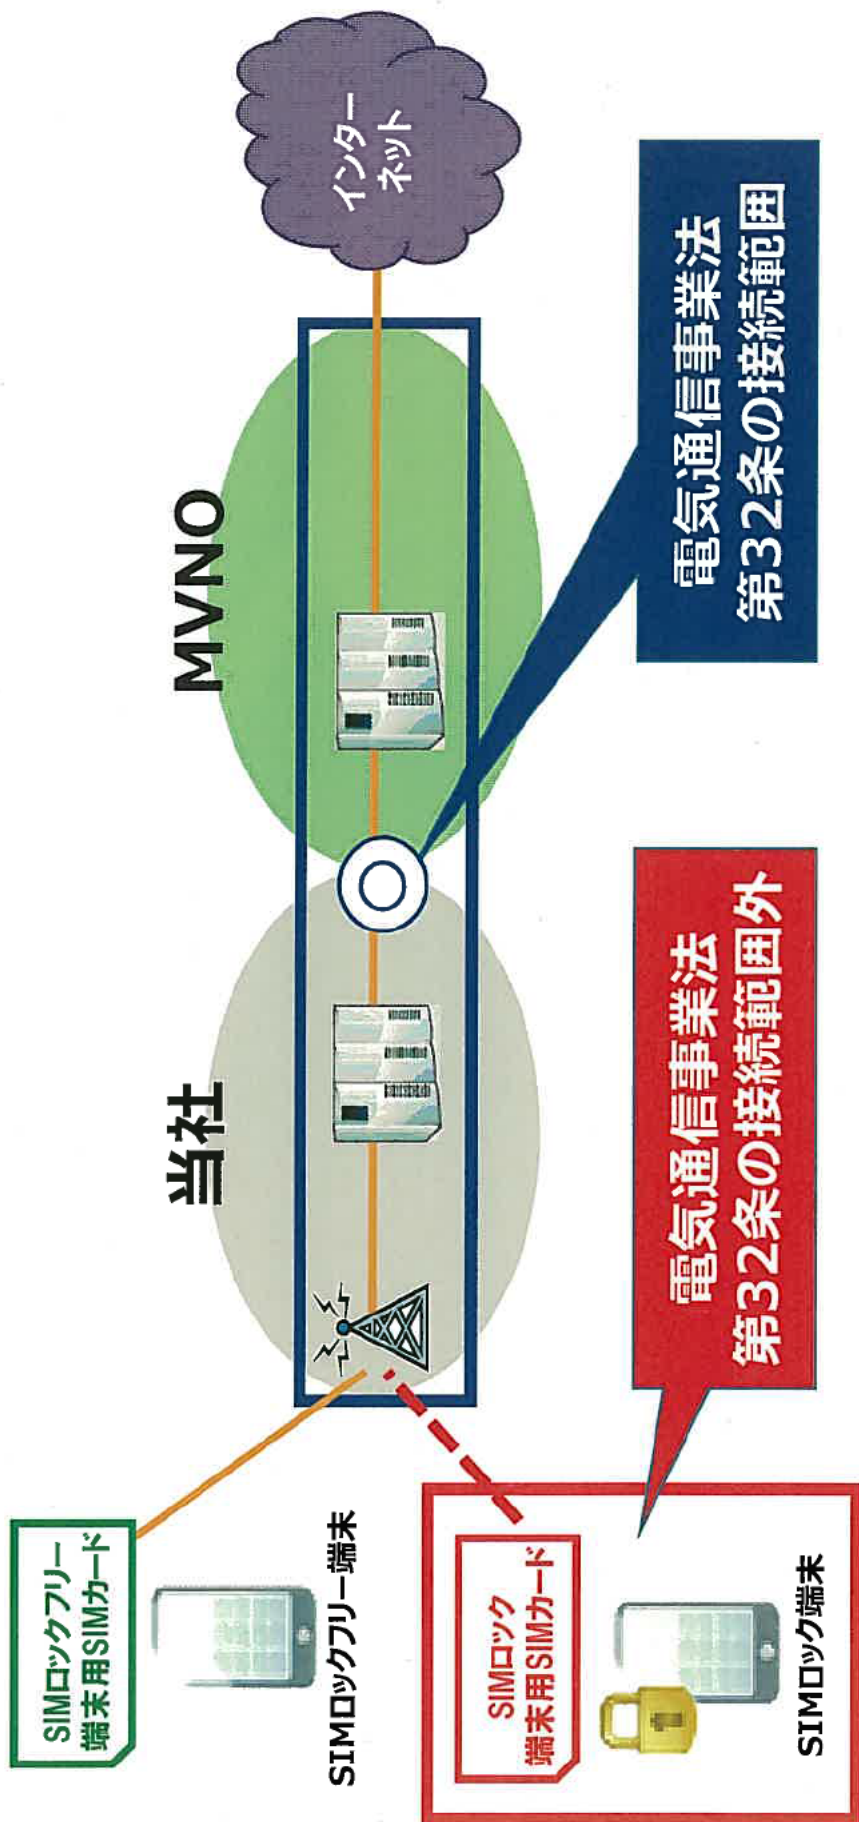 当社
MVNO
インター
ネット
SIMロックフリー
端末用SIMカード
SIMロックフリー端末
SIMロック
端末用SIMカード
SIMロック端末
電気通信事業法
第32条の接続範囲外
電気通信事業法
第32条の接続範囲